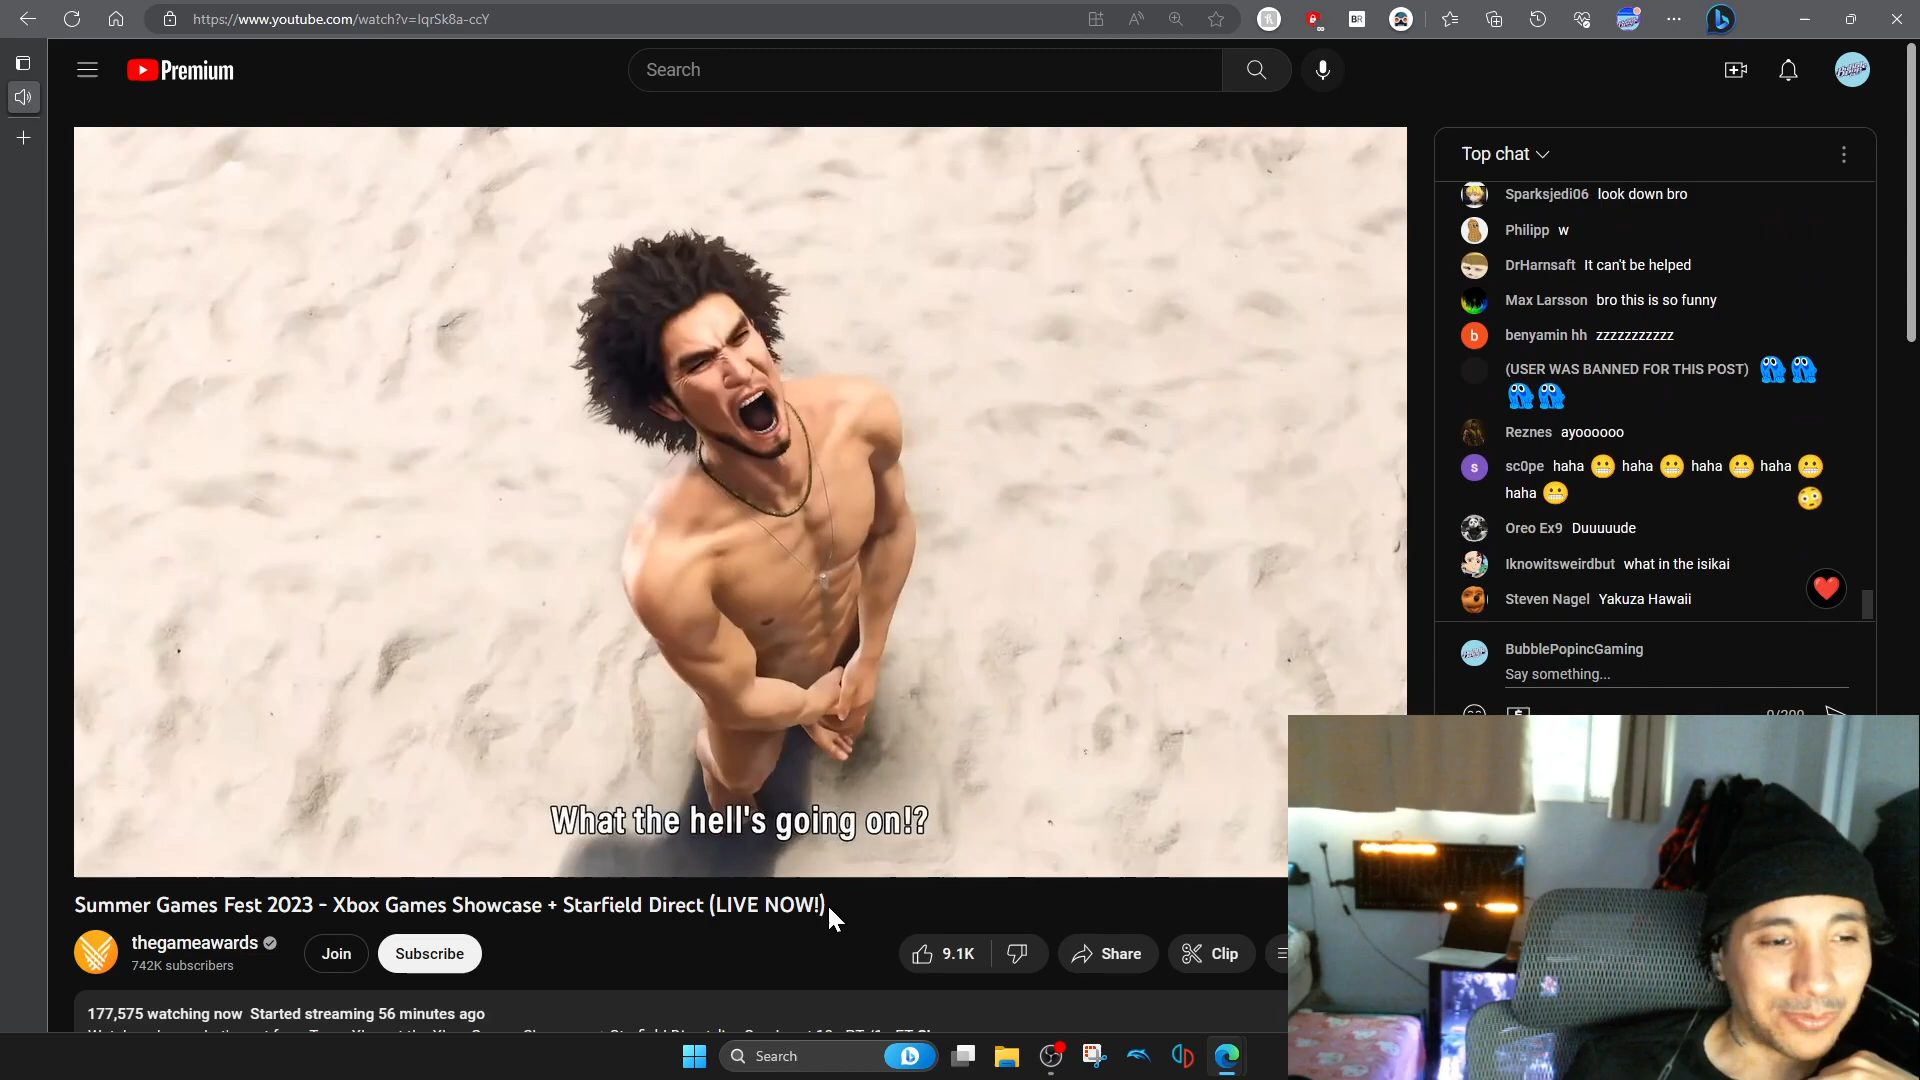 https://www.youtube.com/watch?v=IqrSk8a-ccY
BR
Premium
Search
Top chat
Sparksjedi06 look down bro
Philipp w
DrHarnsaft It can't be helped
Max Larsson bro this is so funny
b benyamin hh zzzzzzzzzzz
(USER WAS BANNED FOR THIS POST)
Reznes ayoooooo
s sc0pe haha haha haha haha
haha
Oreo Ex9 Duuuuude
Iknowitsweirdbut what in the isikai
Steven Nagel Yakuza Hawaii
BubblePopincGaming
Say something...
0/200
What the hell's going on!?
Summer Games Fest 2023 - Xbox Games Showcase + Starfield Direct (LIVE NOW!)
thegameawards
742K subscribers
Join
Subscribe
9.1K
Share
Clip
177,575 watching now Started streaming 56 minutes ago
Search